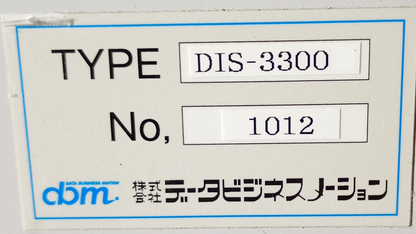 TYPE DIS-3300
No, 1012
DATA BUSINESS MATION
dbm.
株式会社 データビジネスメーション